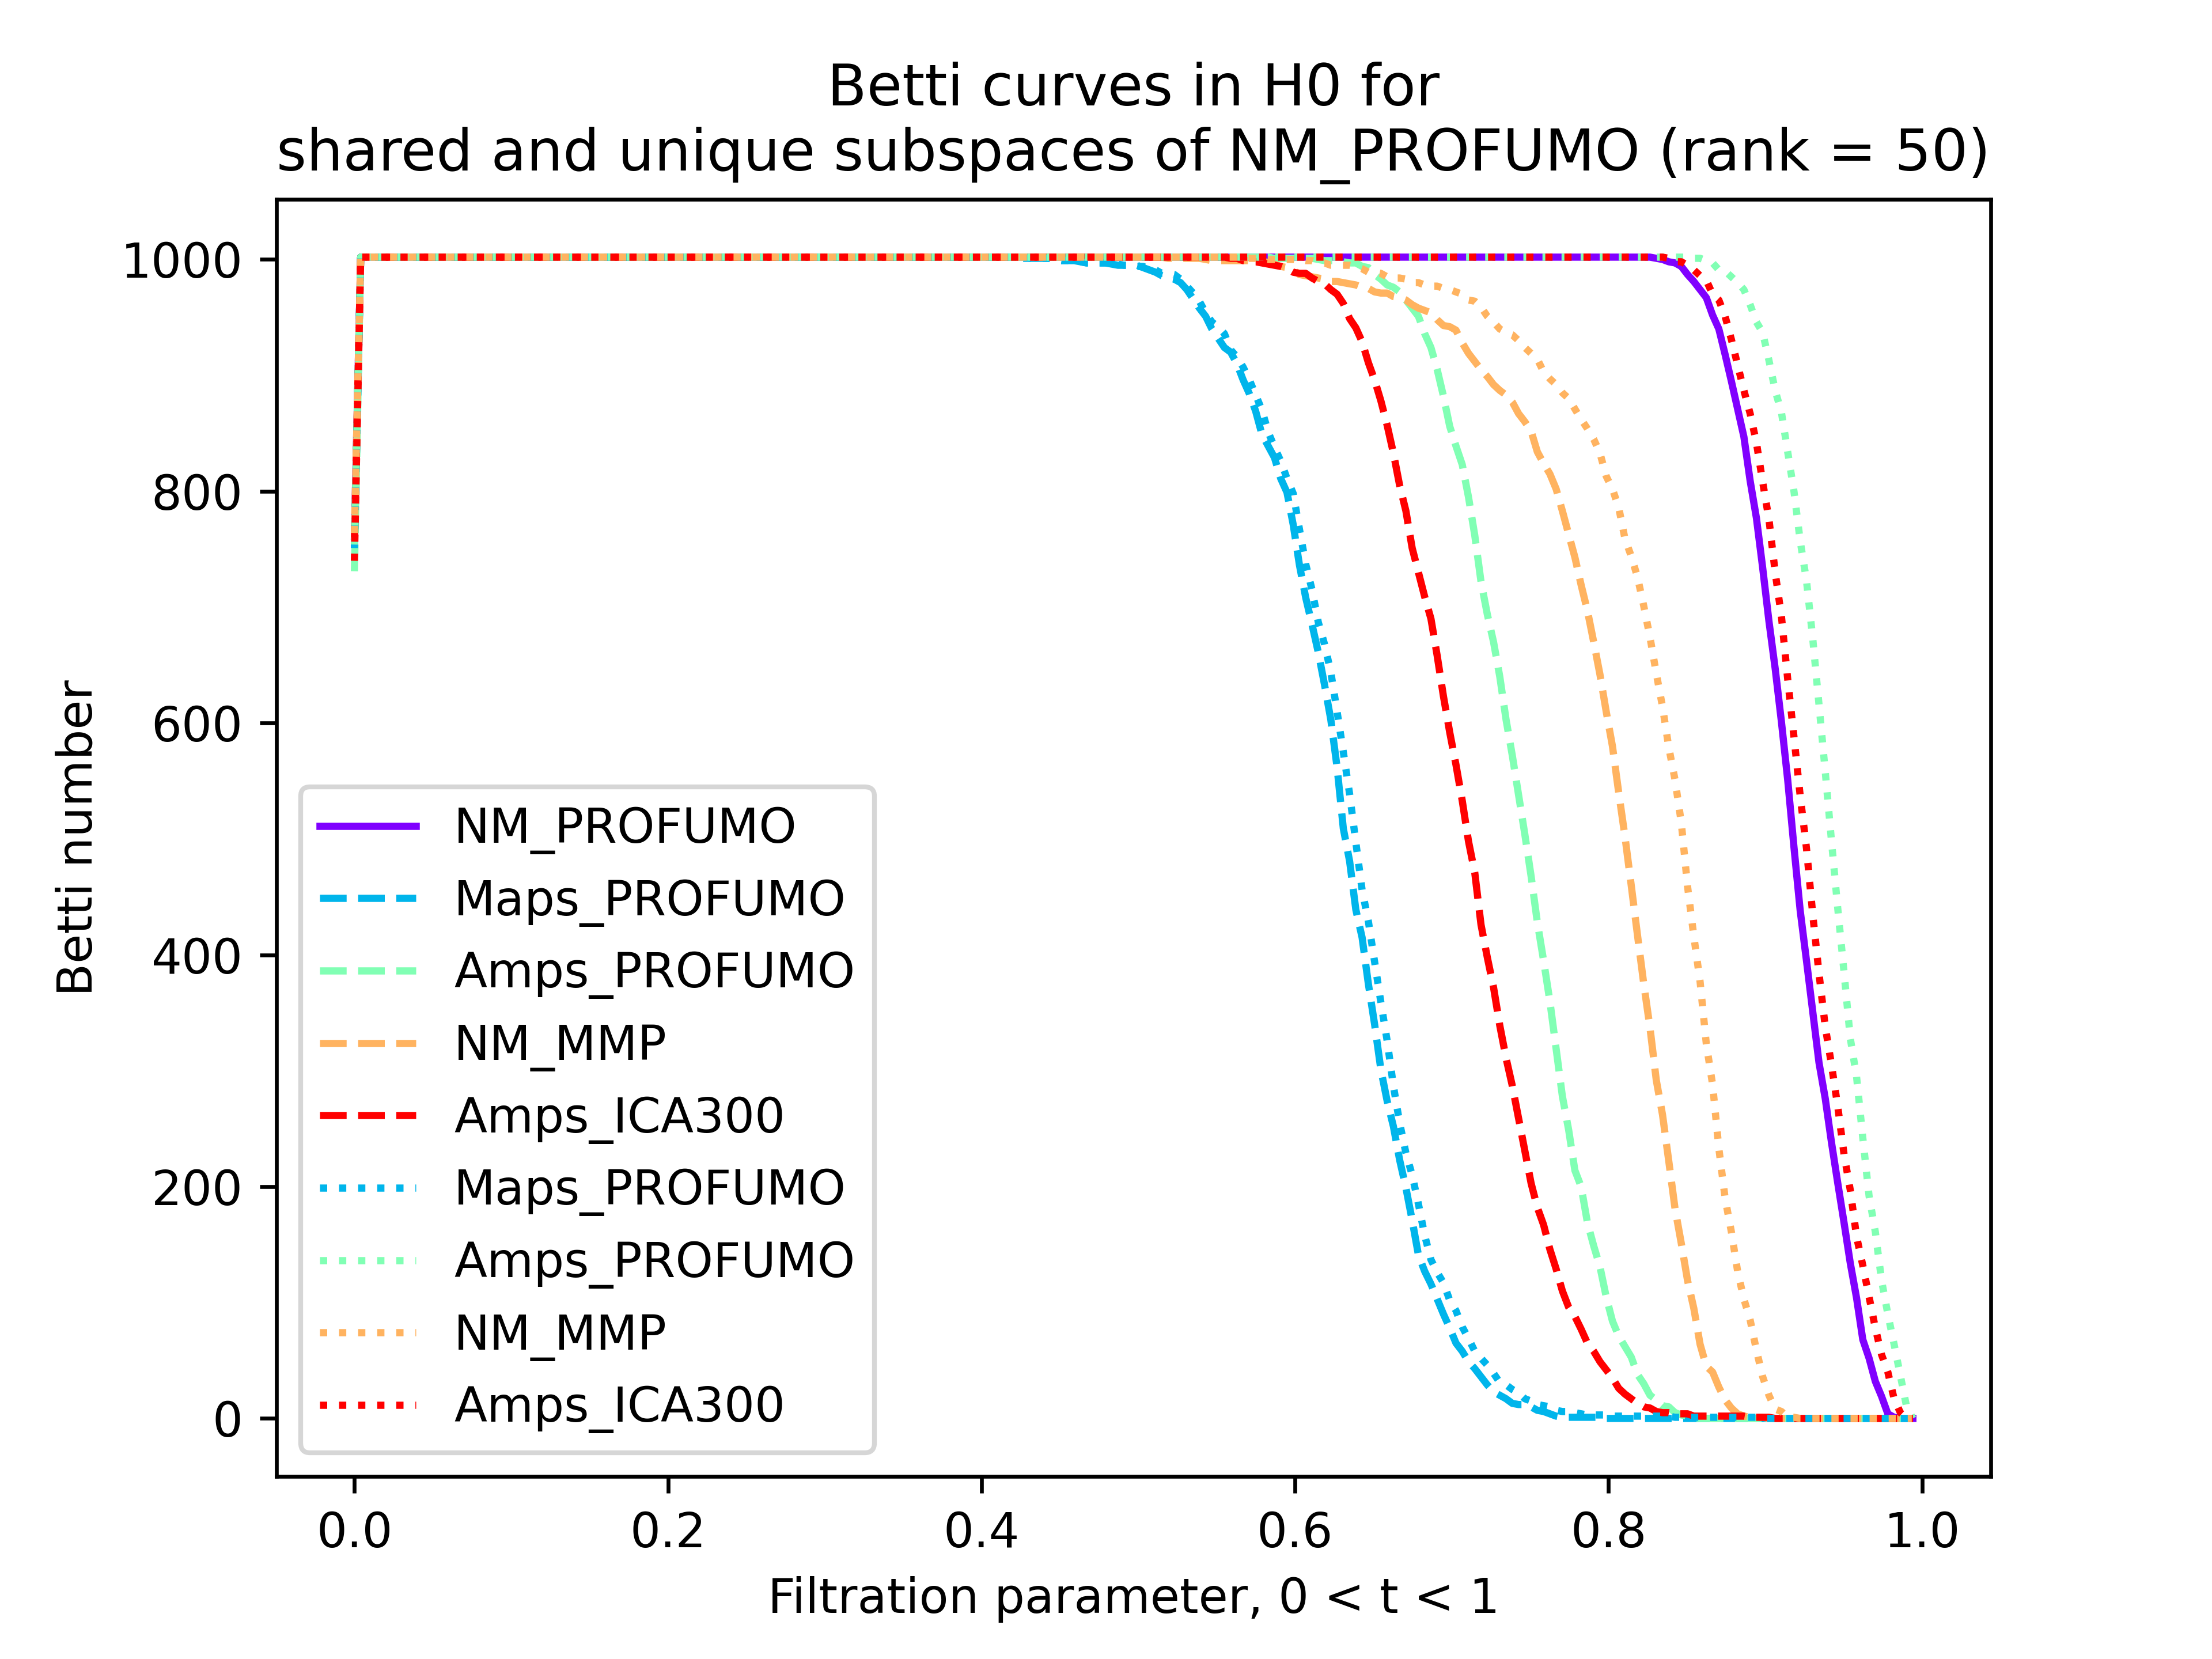 Betti curves in H0 for
shared and unique subspaces of NM_PROFUMO (rank = 50)
1000
800
600
400
200
0
Betti number
NM_PROFUMO
Maps_PROFUMO
Amps_PROFUMO
NM_MMP
Amps_ICA300
Maps_PROFUMO
Amps_PROFUMO
NM_MMP
Amps_ICA300
0.0 0.2 0.4 0.6 0.8 1.0
Filtration parameter, 0 < t < 1